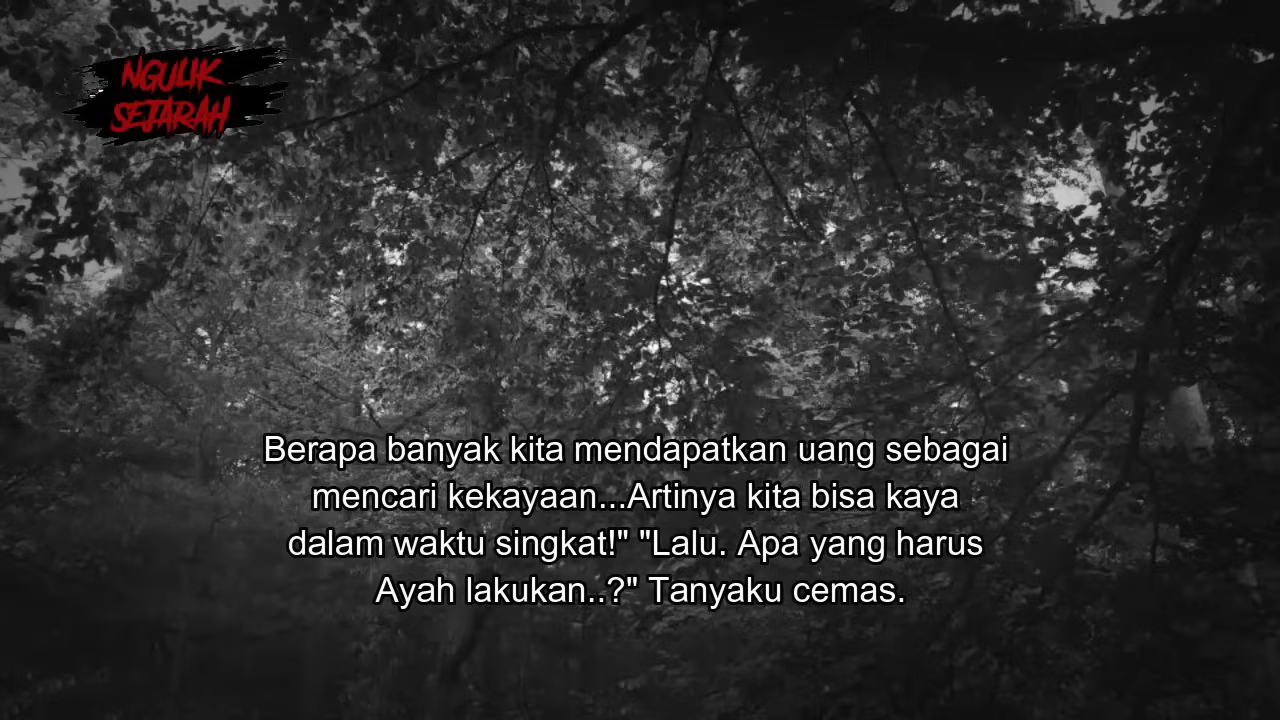 NGULIK
SEJARAH
Berapa banyak kita mendapatkan uang sebagai
mencari kekayaan...Artinya kita bisa kaya
dalam waktu singkat!" "Lalu. Apa yang harus
Ayah lakukan..?" Tanyaku cemas.